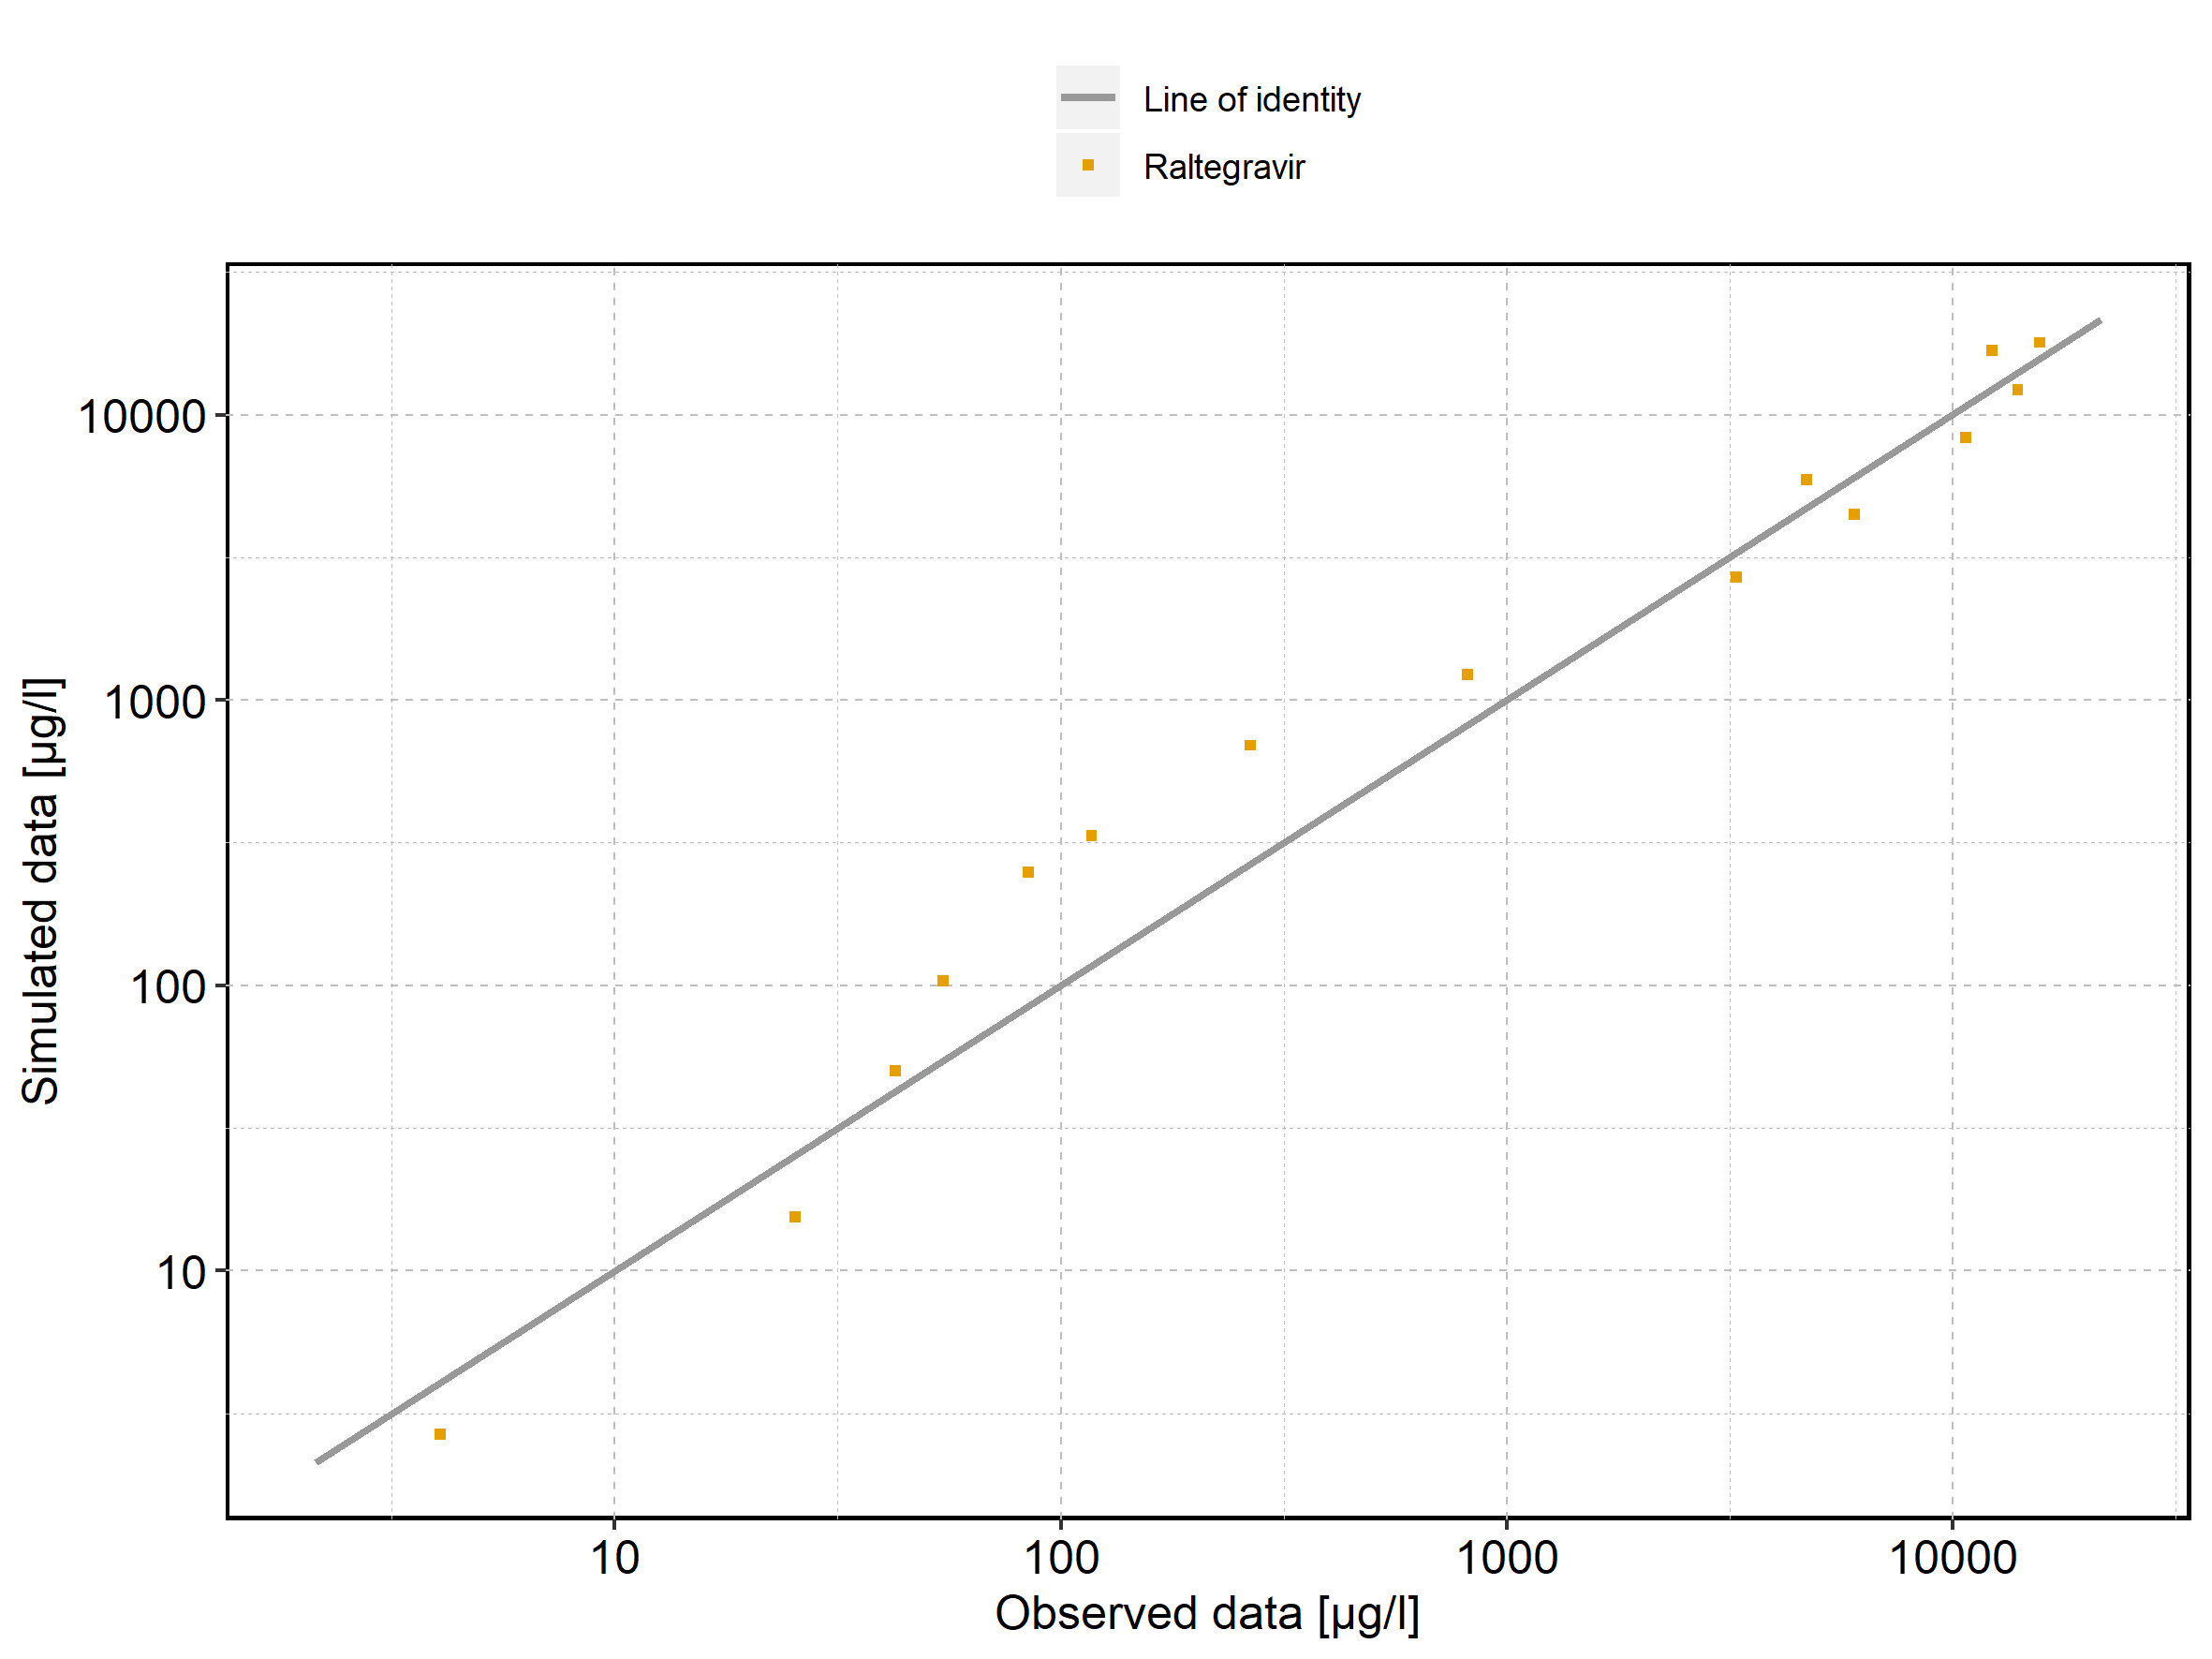 Line of identity
Raltegravir
10000
1000
100
10
Simulated data [µg/l]
10
100
1000
10000
Observed data [µg/l]